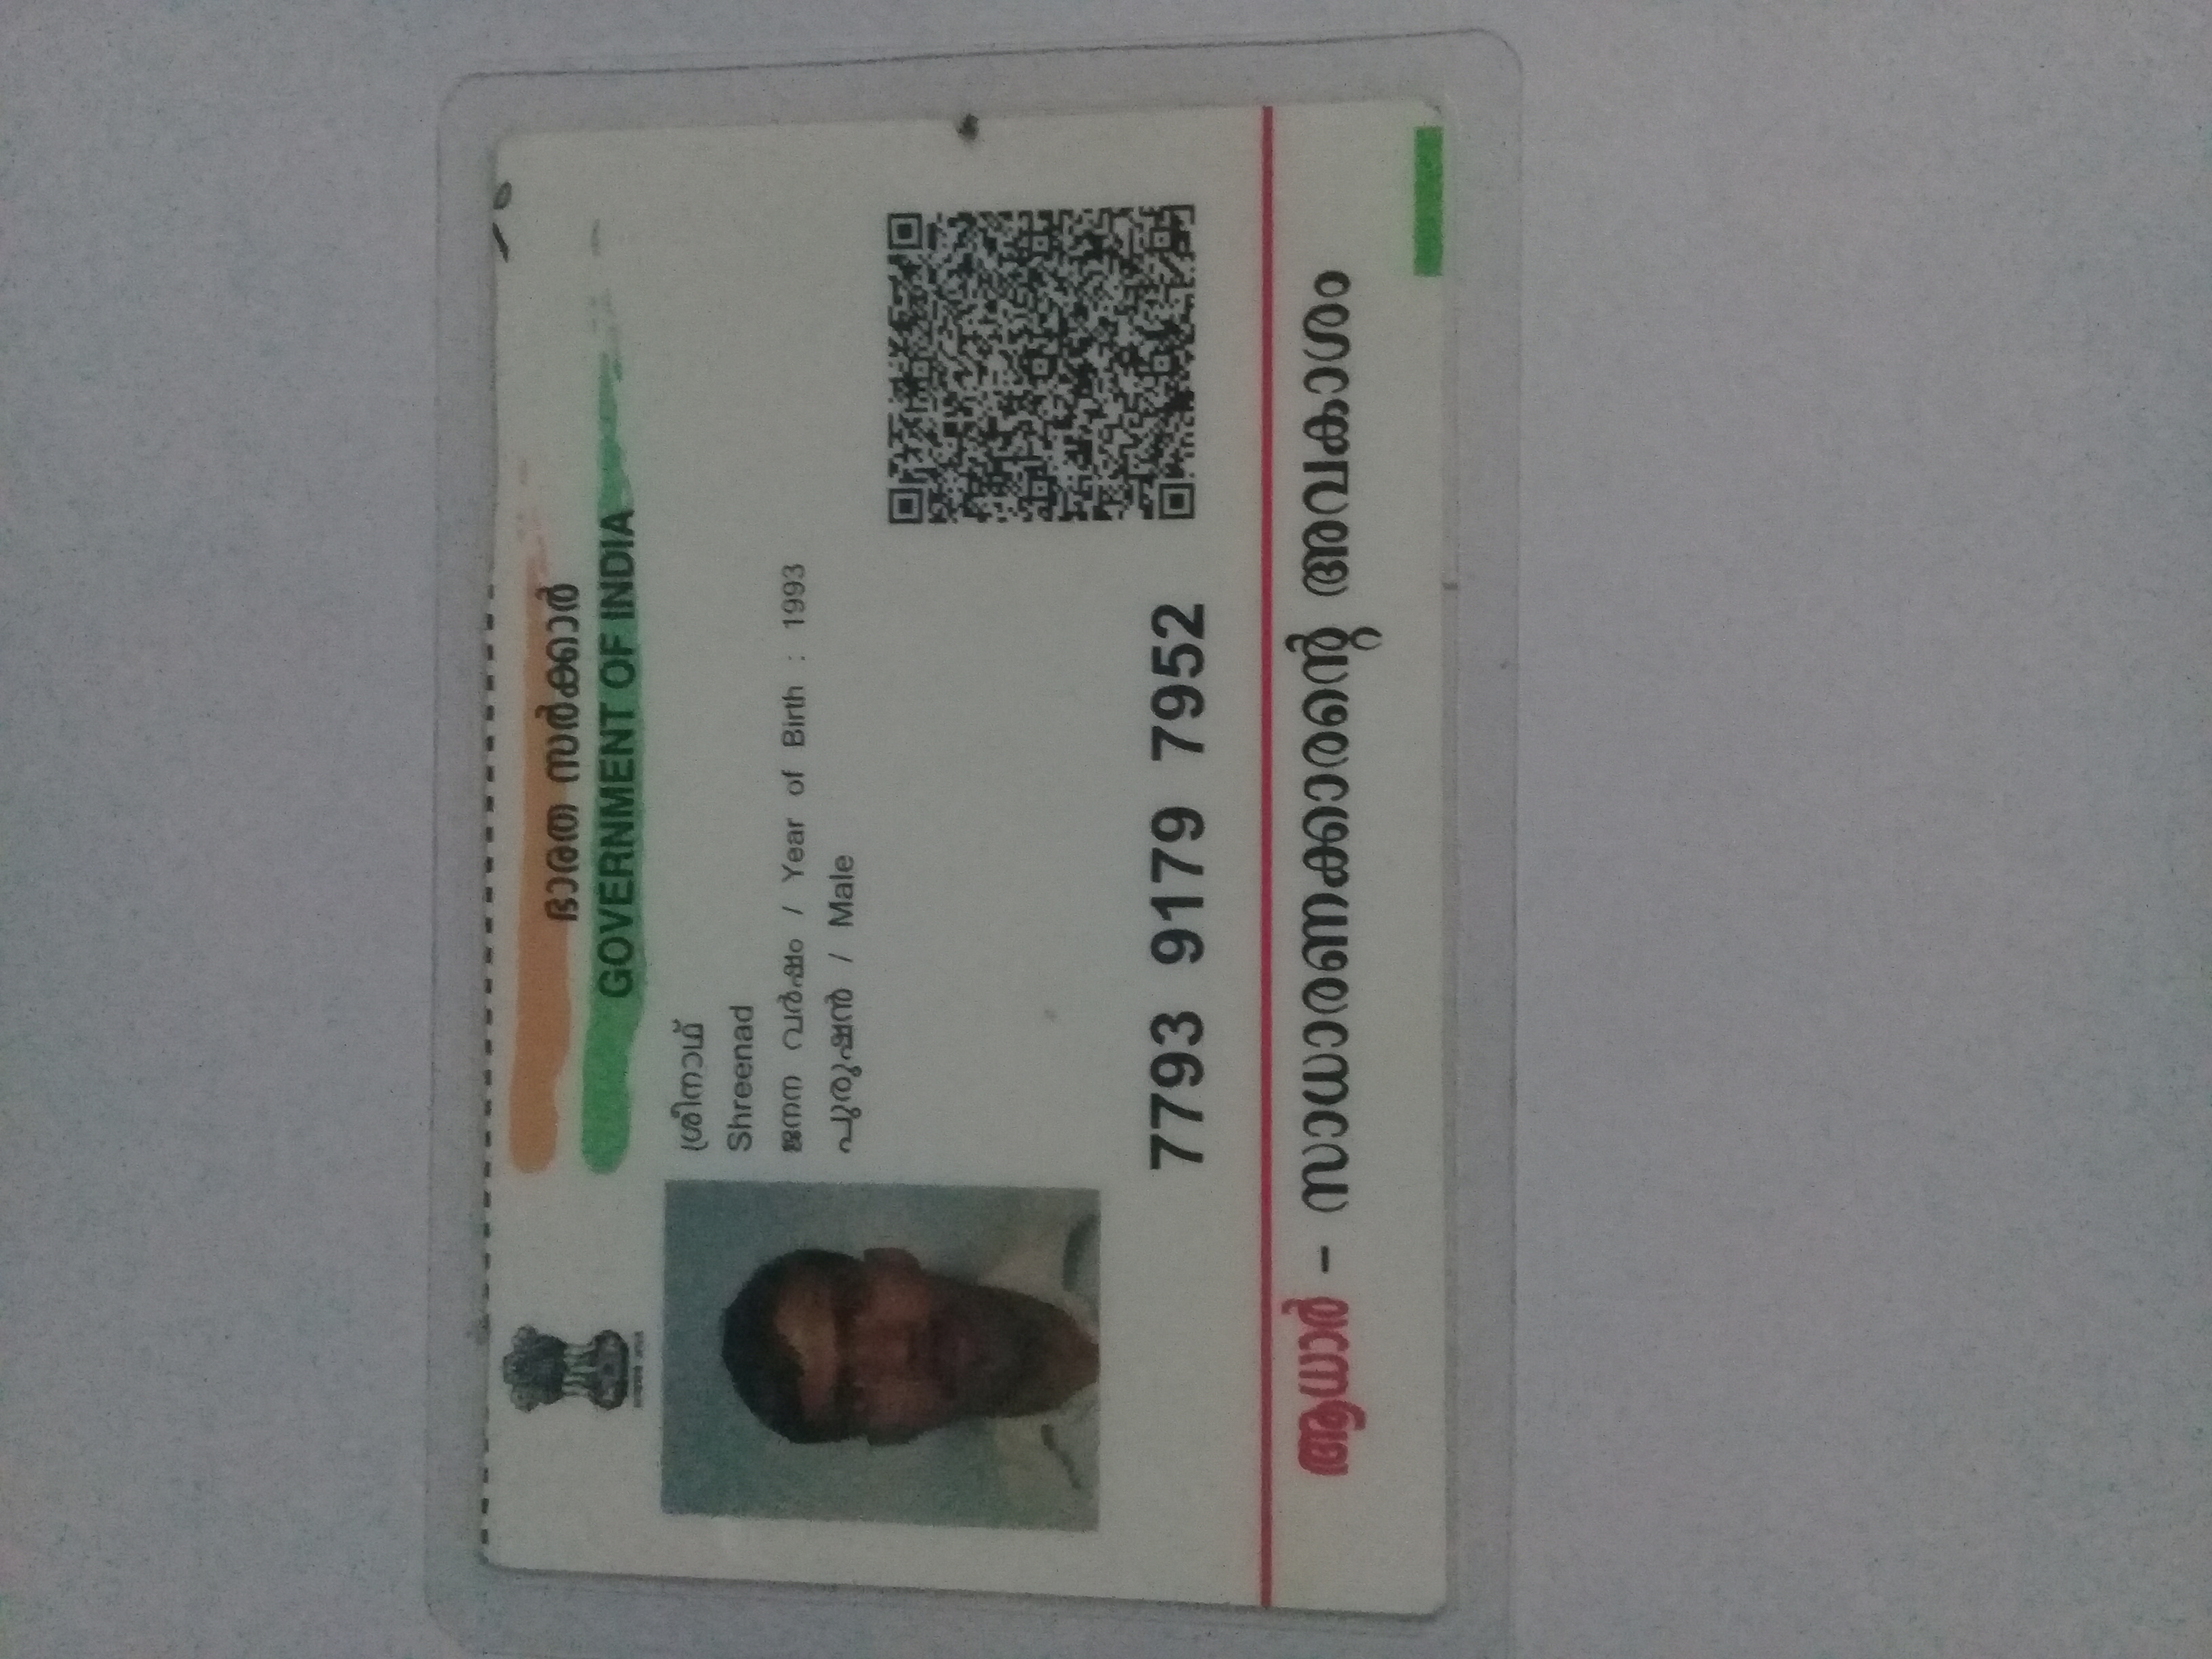 ഭാരത സർക്കാർ
GOVERNMENT OF INDIA
ശ്രീനാഥ്
Shreenad
ജനന വർഷം / Year of Birth : 1993
പുരുഷൻ / Male
7793 9179 7952
ആധാർ - സാധാരണക്കാരന്റെ അവകാശം